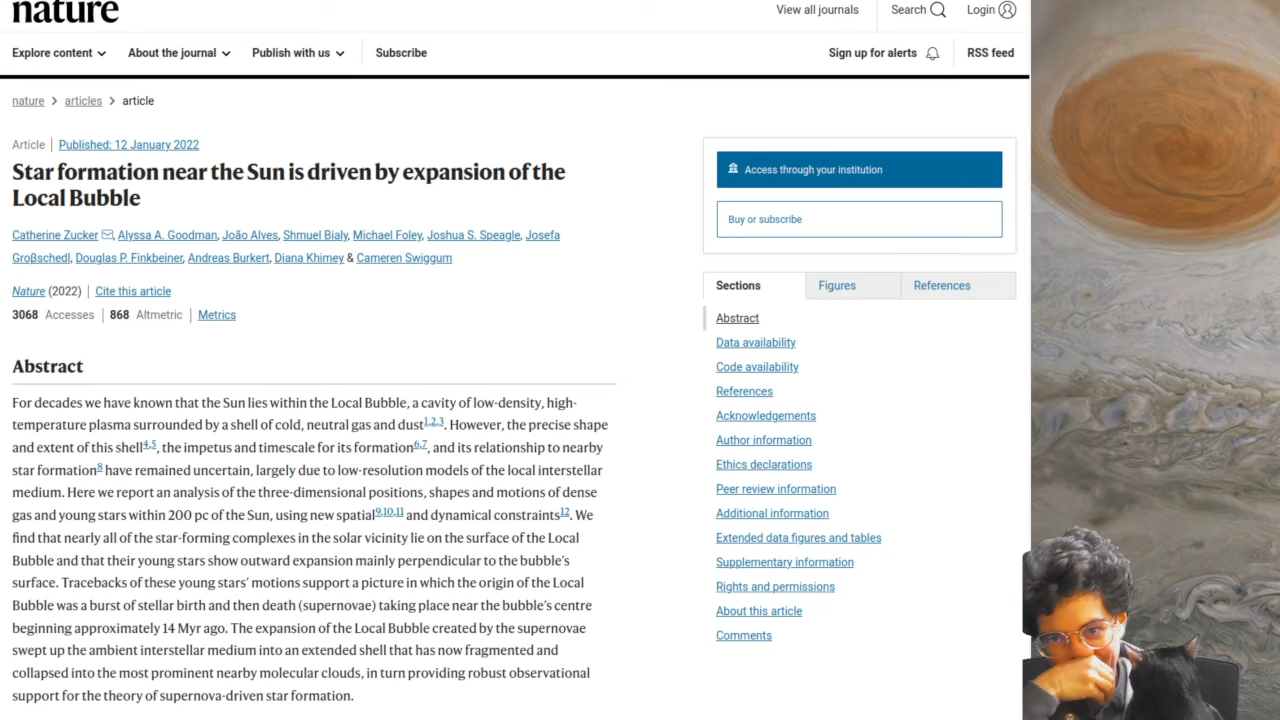 nature
View all journals
Search
Login
Explore content
About the journal
Publish with us
Subscribe
Sign up for alerts
RSS feed
nature > articles > article
Article | Published: 12 January 2022
Star formation near the Sun is driven by expansion of the
Local Bubble
Catherine Zucker, Alyssa A. Goodman, João Alves, Shmuel Bialy, Michael Foley, Joshua S. Speagle, Josefa
Groβschedl, Douglas P. Finkbeiner, Andreas Burkert, Diana Khimey & Cameren Swiggum
Nature (2022) | Cite this article
3068 Accesses | 868 Altmetric | Metrics
Abstract
For decades we have known that the Sun lies within the Local Bubble, a cavity of low-density, high-
temperature plasma surrounded by a shell of cold, neutral gas and dust1,2,3. However, the precise shape
and extent of this shell4,5, the impetus and timescale for its formation6,7, and its relationship to nearby
star formation8 have remained uncertain, largely due to low-resolution models of the local interstellar
medium. Here we report an analysis of the three-dimensional positions, shapes and motions of dense
gas and young stars within 200 pc of the Sun, using new spatial9,10,11 and dynamical constraints12. We
find that nearly all of the star-forming complexes in the solar vicinity lie on the surface of the Local
Bubble and that their young stars show outward expansion mainly perpendicular to the bubble's
surface. Tracebacks of these young stars' motions support a picture in which the origin of the Local
Bubble was a burst of stellar birth and then death (supernovae) taking place near the bubble's centre
beginning approximately 14 Myr ago. The expansion of the Local Bubble created by the supernovae
swept up the ambient interstellar medium into an extended shell that has now fragmented and
collapsed into the most prominent nearby molecular clouds, in turn providing robust observational
support for the theory of supernova-driven star formation.
Access through your institution
Buy or subscribe
Sections
Figures
References
Abstract
Data availability
Code availability
References
Acknowledgements
Author information
Ethics declarations
Peer review information
Additional information
Extended data figures and tables
Supplementary information
Rights and permissions
About this article
Comments